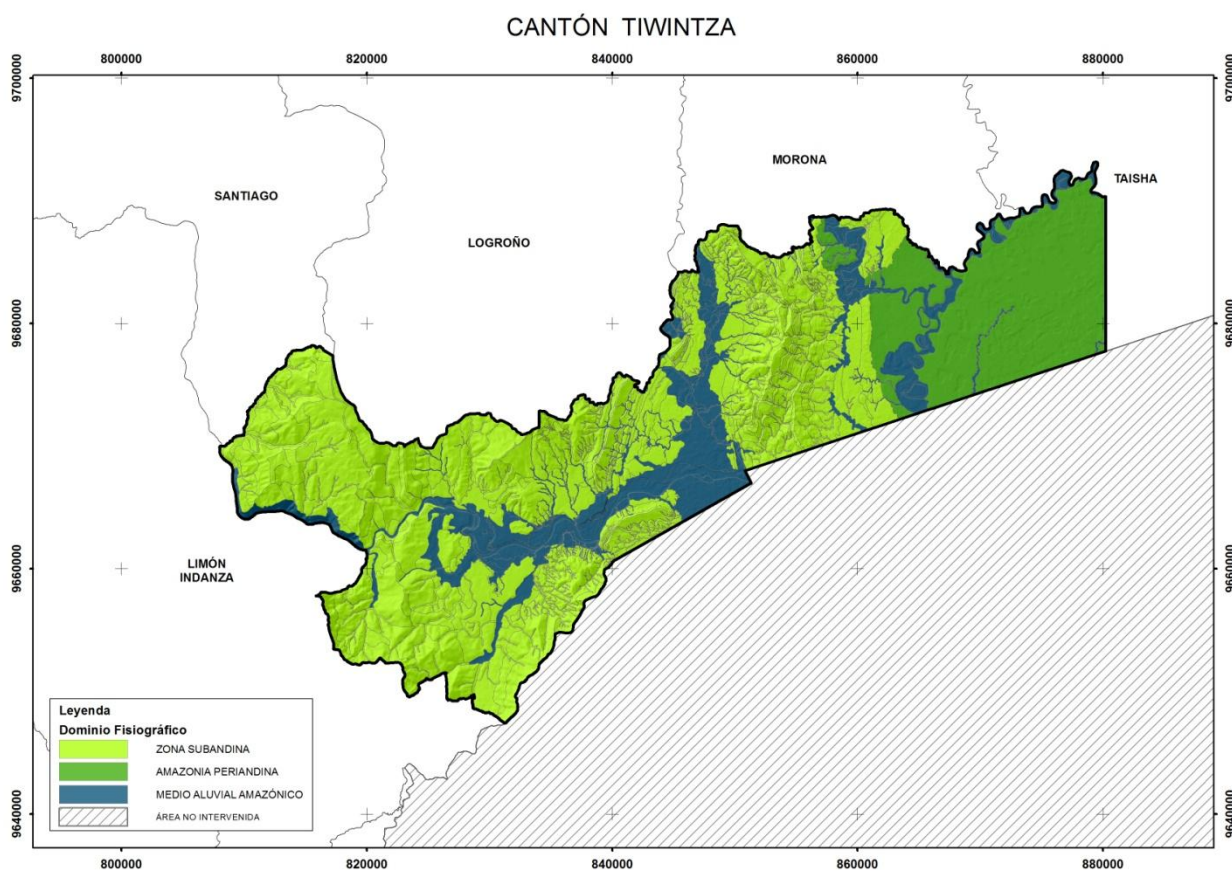 CANTÓN TIWINTZA
800000 820000 840000 860000 880000
9700000 9700000
MORONA
SANTIAGO
TAISHA
LOGROÑO
9680000 9680000
LIMÓN
INDANZA
9660000 9660000
Leyenda
Dominio Fisiográfico
ZONA SUBANDINA
AMAZONIA PERIANDINA
MEDIO ALUVIAL AMAZÓNICO
ÁREA NO INTERVENIDA
9640000 9640000
800000 820000 840000 860000 880000